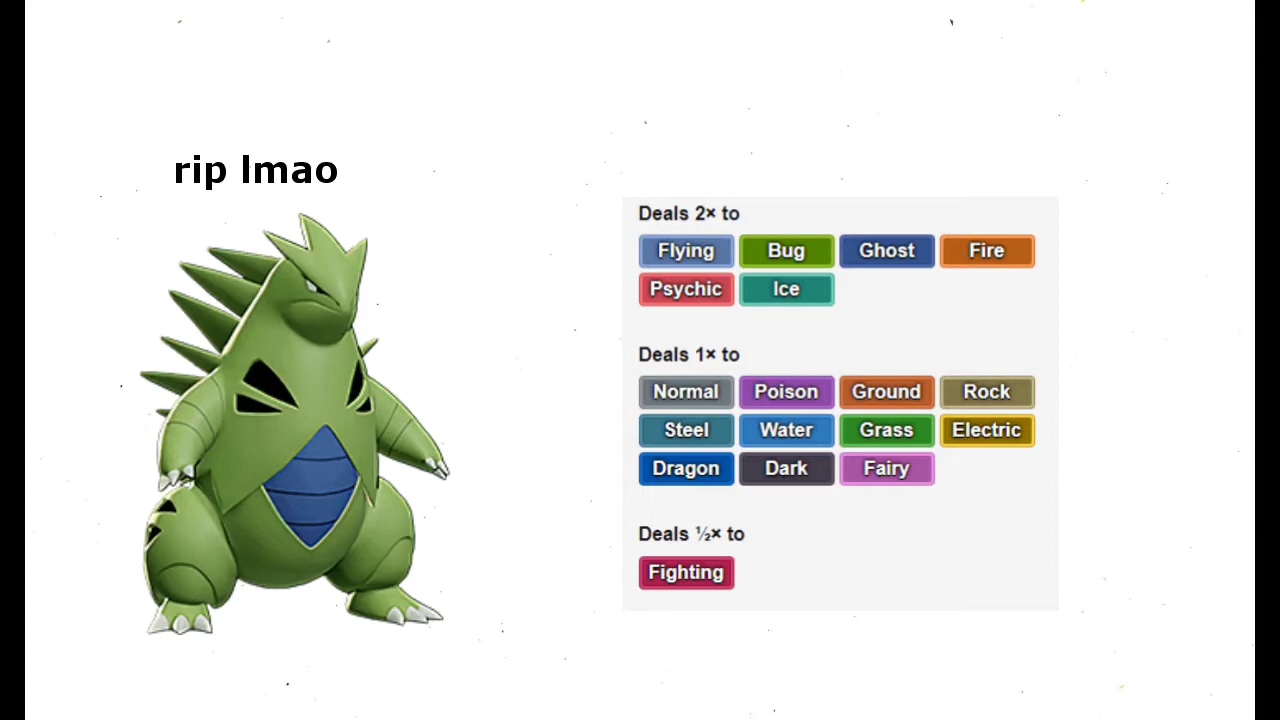 rip lmao
Deals 2× to
Flying Bug Ghost Fire
Psychic Ice
Deals 1× to
Normal Poison Ground Rock
Steel Water Grass Electric
Dragon Dark Fairy
Deals ½× to
Fighting